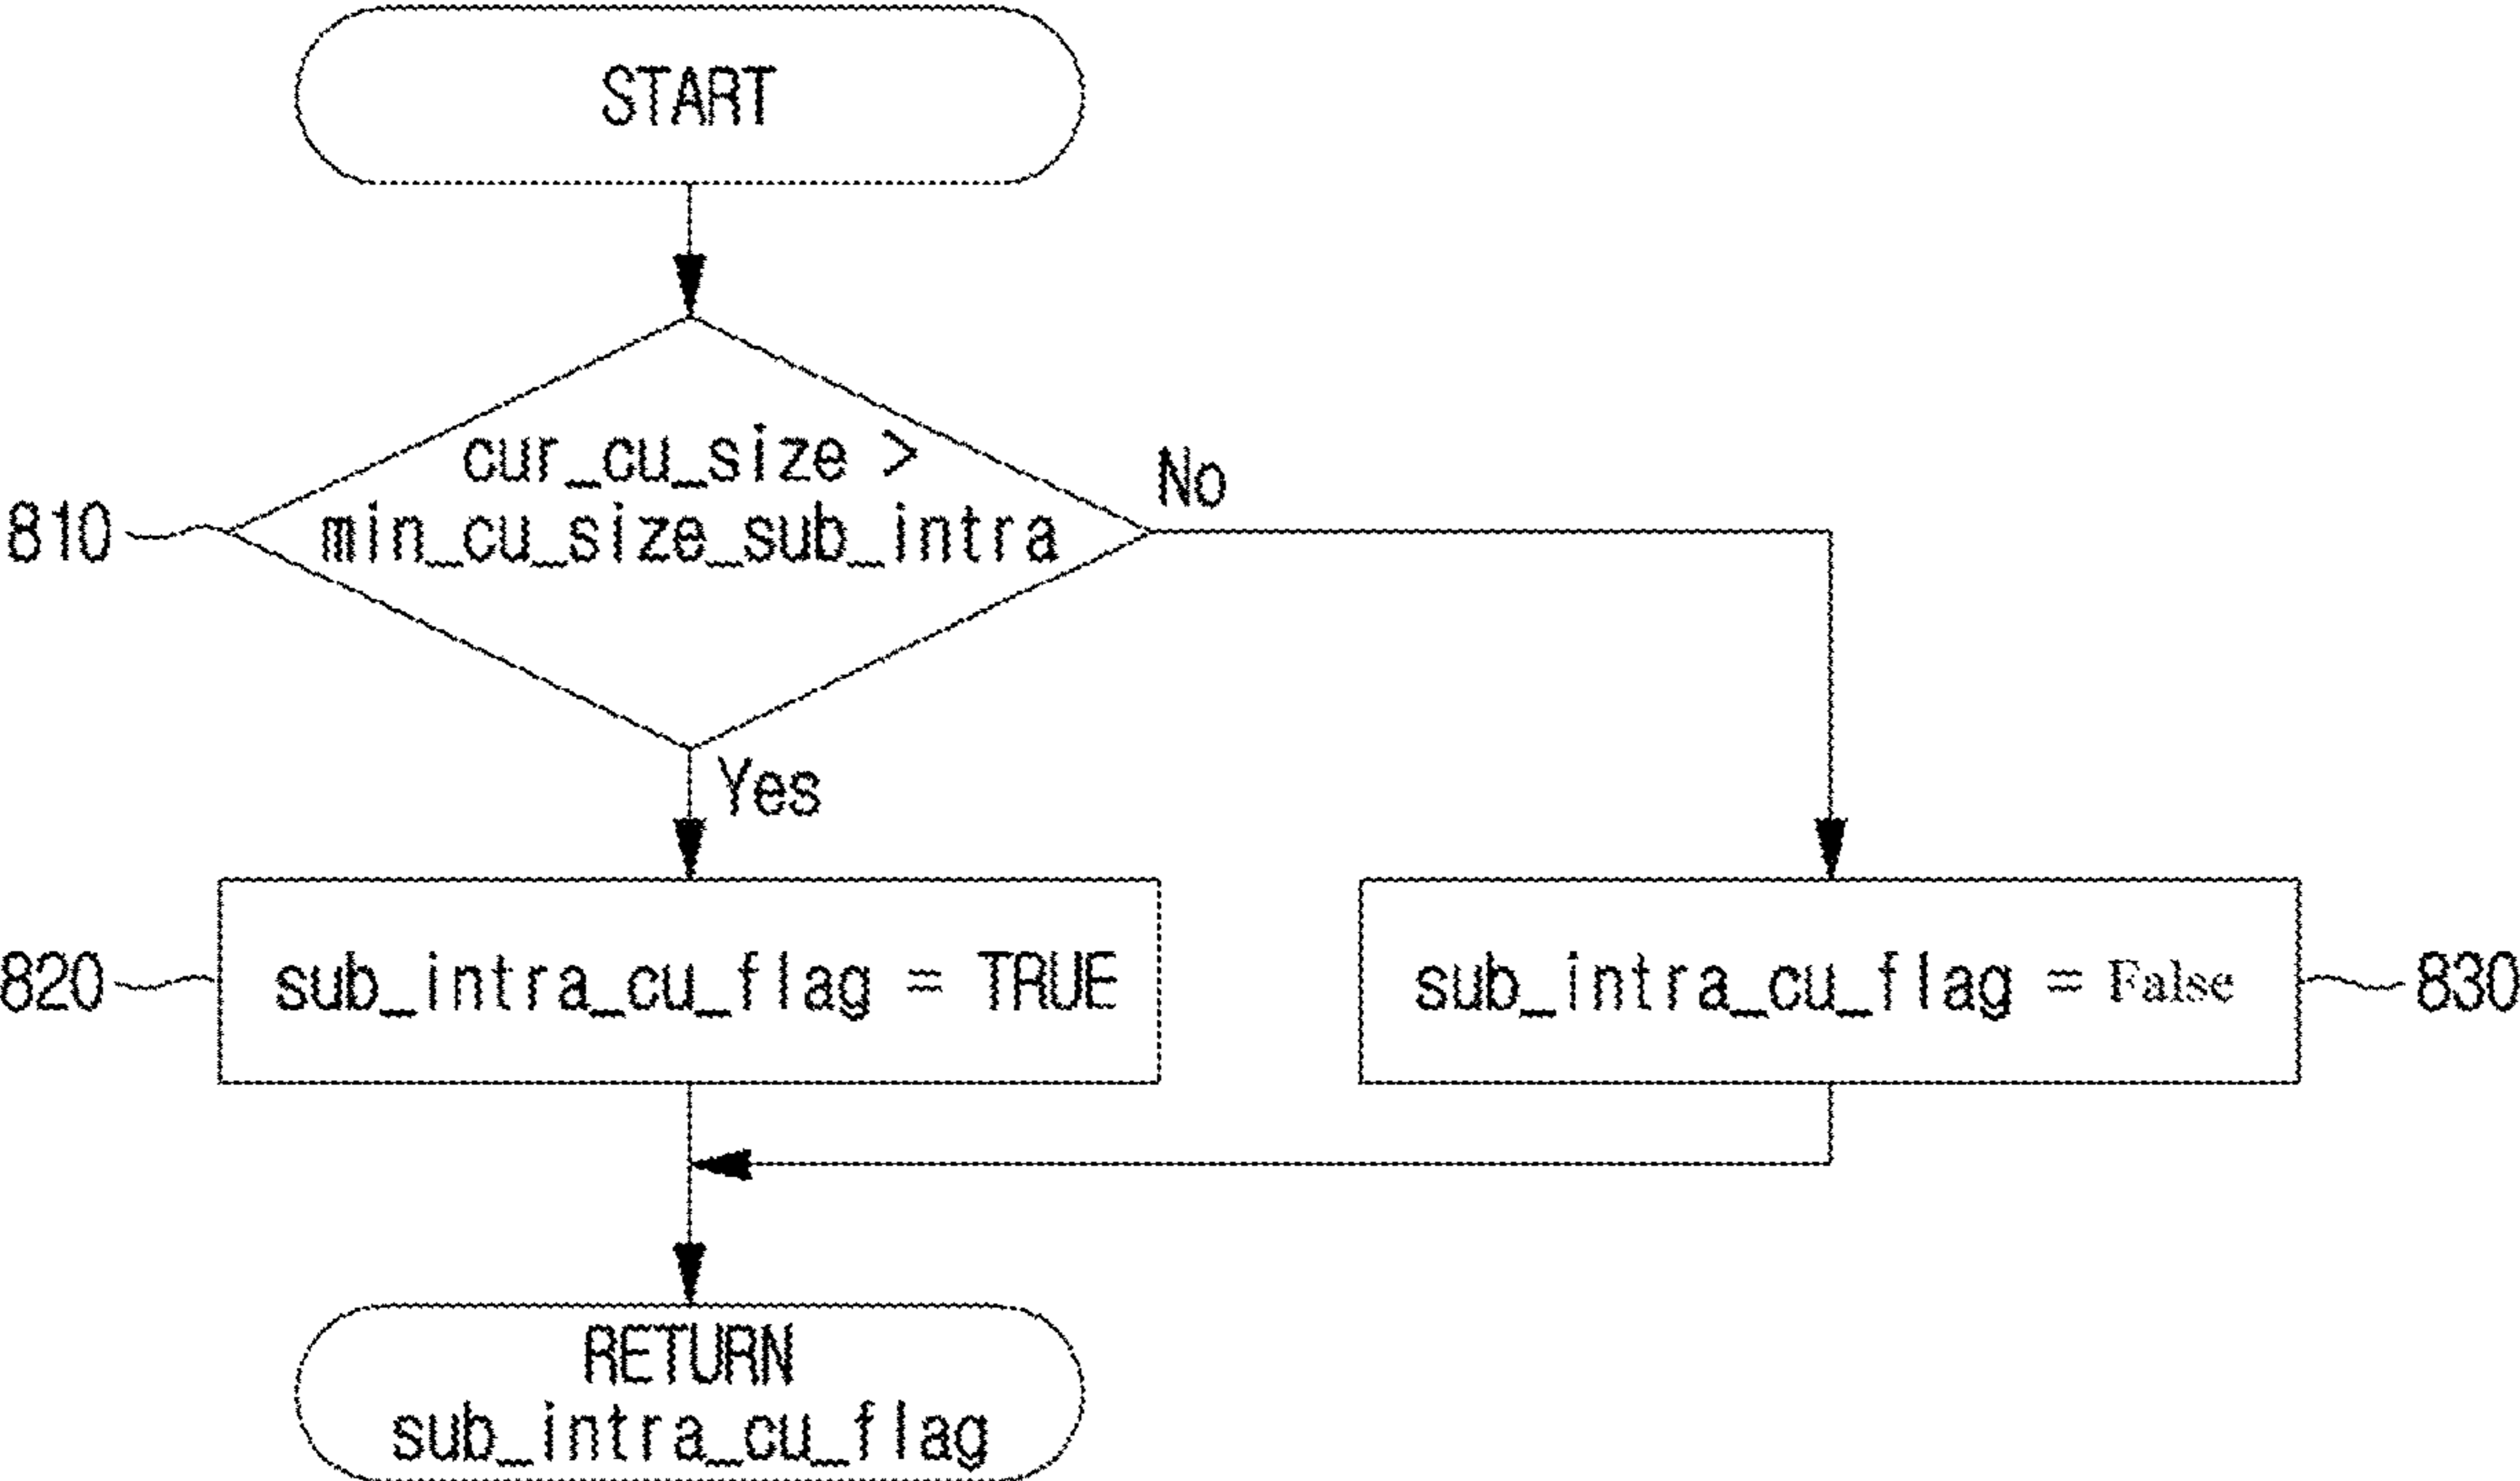 START
cur_cu_size >
min_cu_size_sub_intra
No
810
Yes
820
sub_intra_cu_flag = TRUE
sub_intra_cu_flag = False
830
RETURN
sub_intra_cu_flag